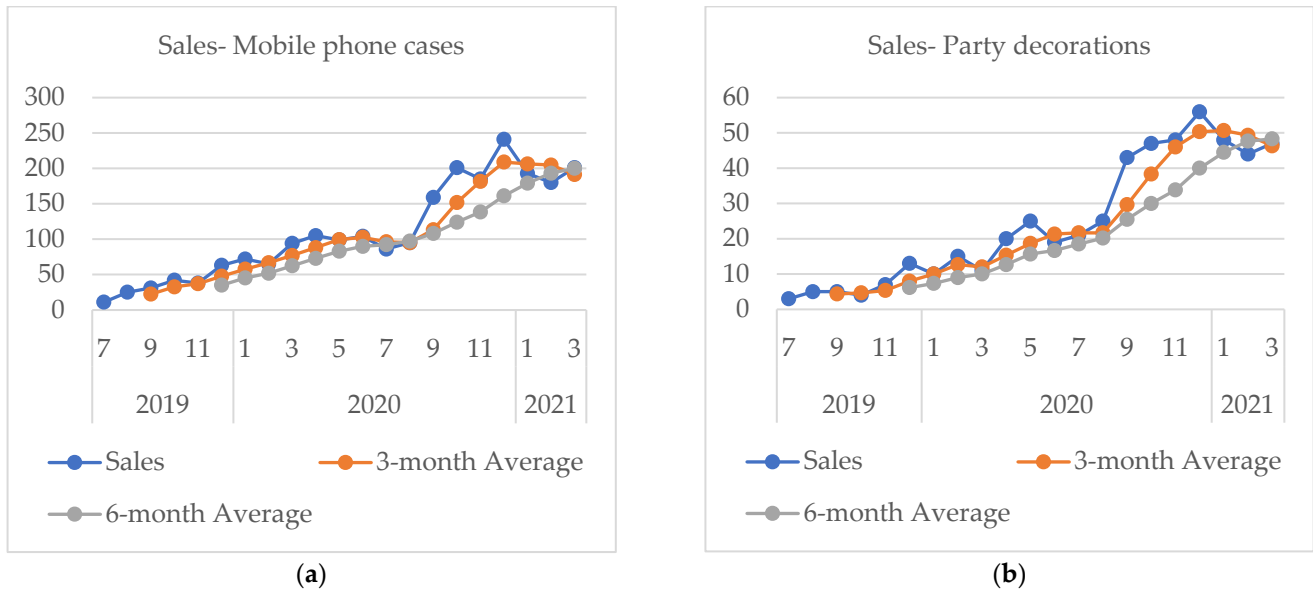 Sales- Mobile phone cases
300
250
200
150
100
50
0
7 9 11 1 3 5 7 9 11 1 3
2019 2020 2021
Sales 3-month Average
6-month Average
(a)
Sales- Party decorations
60
50
40
30
20
10
0
7 9 11 1 3 5 7 9 11 1 3
2019 2020 2021
Sales 3-month Average
6-month Average
(b)